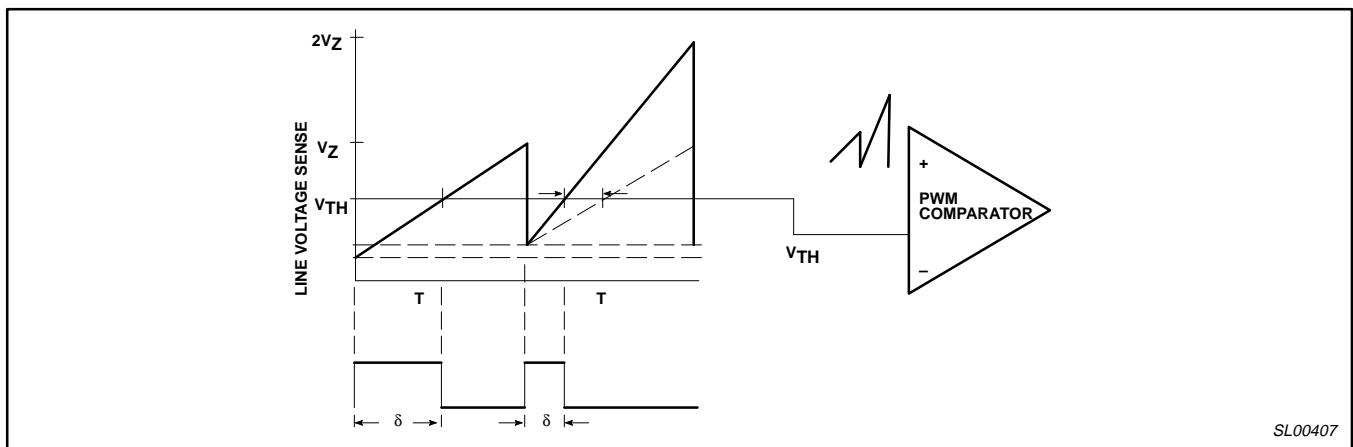 2VZ
LINE VOLTAGE SENSE
VZ
VTH
T
T
δ
δ
VTH
+
PWM
COMPARATOR
–
SL00407